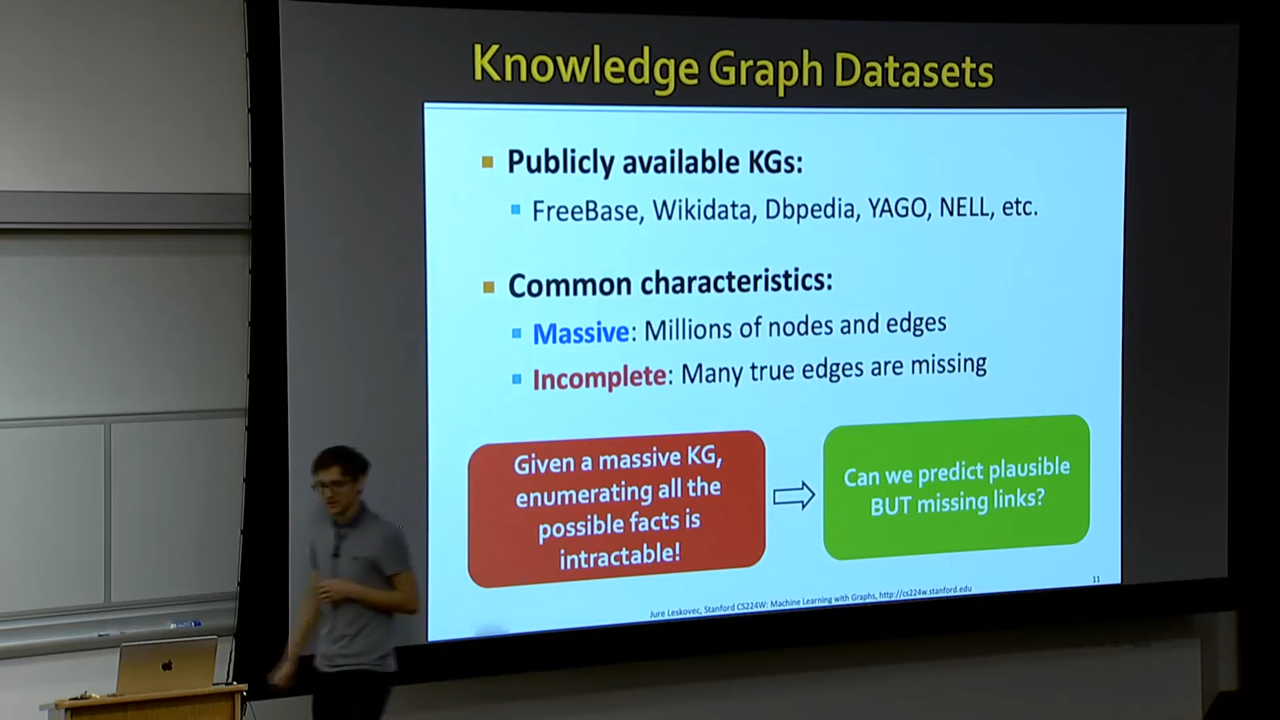 Knowledge Graph Datasets
Publicly available KGs:
FreeBase, Wikidata, Dbpedia, YAGO, NELL, etc.
Common characteristics:
Massive: Millions of nodes and edges
Incomplete: Many true edges are missing
Given a massive KG,
enumerating all the
possible facts is
intractable!
Can we predict plausible
BUT missing links?
Jure Leskovec, Stanford CS224W: Machine Learning with Graphs, http://cs224w.stanford.edu
11